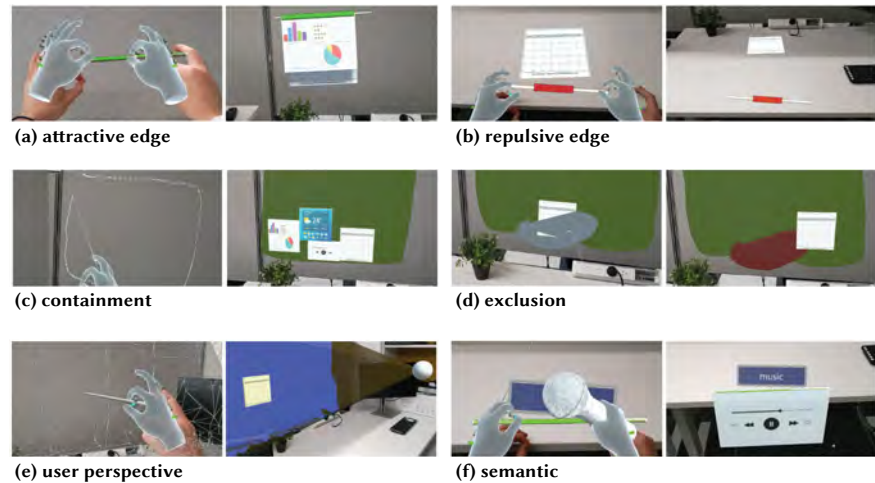 (a) attractive edge
(b) repulsive edge
(c) containment
(d) exclusion
music
(e) user perspective
(f) semantic